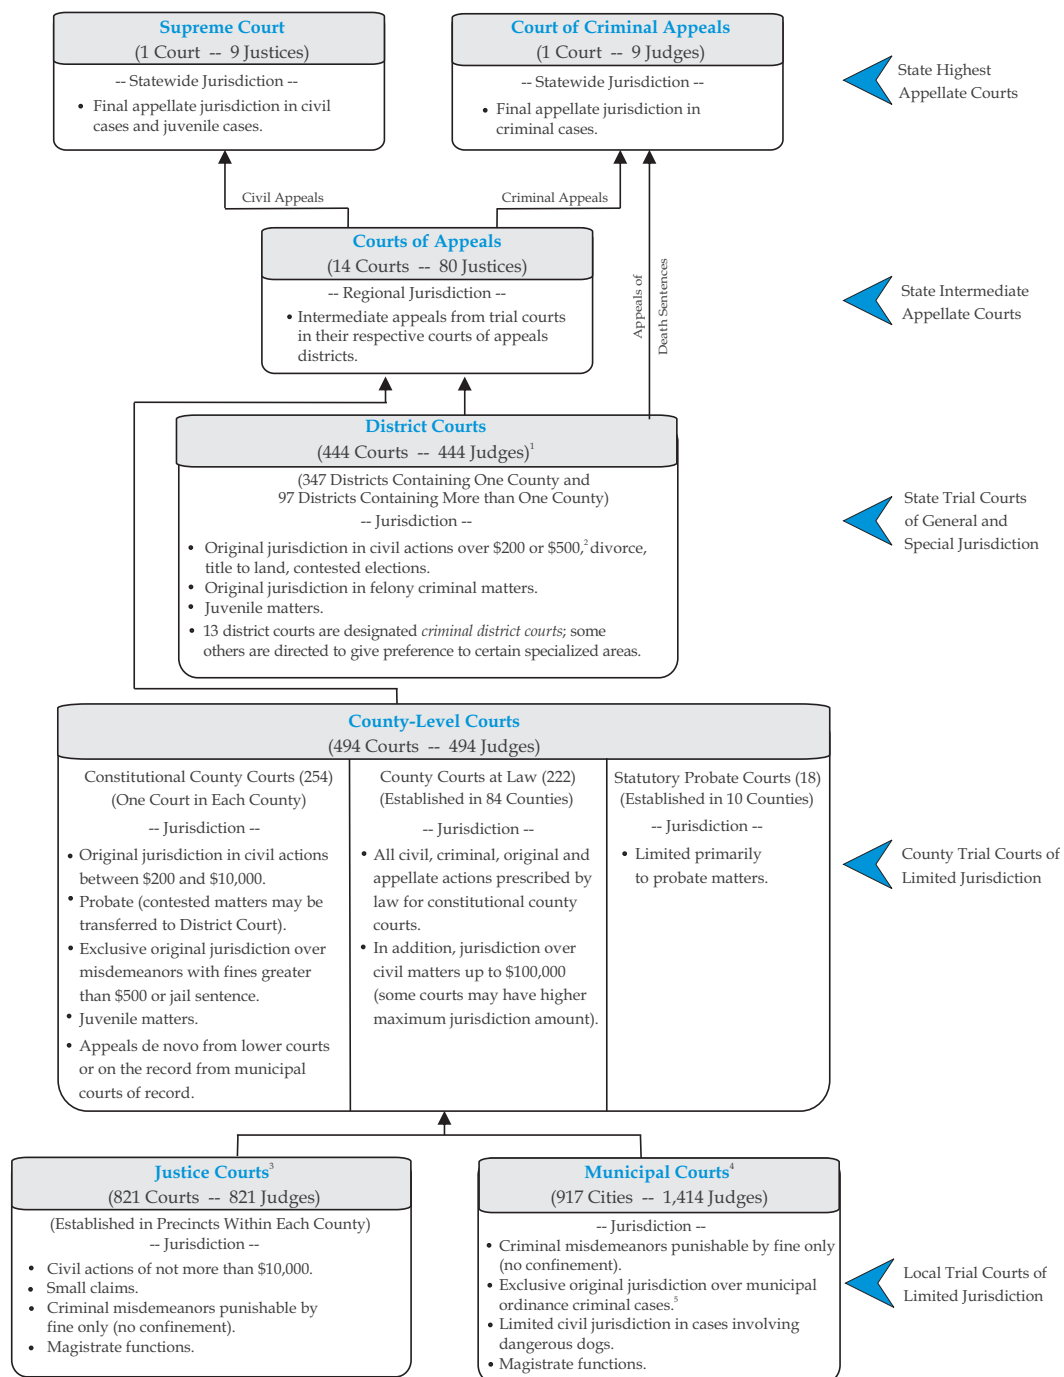 Supreme Court
(1 Court -- 9 Justices)
-- Statewide Jurisdiction --
• Final appellate jurisdiction in civil
cases and juvenile cases.
Court of Criminal Appeals
(1 Court -- 9 Judges)
-- Statewide Jurisdiction --
• Final appellate jurisdiction in
criminal cases.
State Highest
Appellate Courts
Civil Appeals
Criminal Appeals
Courts of Appeals
(14 Courts -- 80 Justices)
-- Regional Jurisdiction --
• Intermediate appeals from trial courts
in their respective courts of appeals
districts.
Appeals of
Death Sentences
State Intermediate
Appellate Courts
District Courts
(444 Courts -- 444 Judges)¹
(347 Districts Containing One County and
97 Districts Containing More than One County)
-- Jurisdiction --
• Original jurisdiction in civil actions over $200 or $500,² divorce,
title to land, contested elections.
• Original jurisdiction in felony criminal matters.
• Juvenile matters.
• 13 district courts are designated criminal district courts; some
others are directed to give preference to certain specialized areas.
State Trial Courts
of General and
Special Jurisdiction
County-Level Courts
(494 Courts -- 494 Judges)
Constitutional County Courts (254)
(One Court in Each County)
-- Jurisdiction --
• Original jurisdiction in civil actions
between $200 and $10,000.
• Probate (contested matters may be
transferred to District Court).
• Exclusive original jurisdiction over
misdemeanors with fines greater
than $500 or jail sentence.
• Juvenile matters.
• Appeals de novo from lower courts
or on the record from municipal
courts of record.
County Courts at Law (222)
(Established in 84 Counties)
-- Jurisdiction --
• All civil, criminal, original and
appellate actions prescribed by
law for constitutional county
courts.
• In addition, jurisdiction over
civil matters up to $100,000
(some courts may have higher
maximum jurisdiction amount).
Statutory Probate Courts (18)
(Established in 10 Counties)
-- Jurisdiction --
• Limited primarily
to probate matters.
County Trial Courts of
Limited Jurisdiction
Justice Courts³
(821 Courts -- 821 Judges)
(Established in Precincts Within Each County)
-- Jurisdiction --
• Civil actions of not more than $10,000.
• Small claims.
• Criminal misdemeanors punishable by
fine only (no confinement).
• Magistrate functions.
Municipal Courts⁴
(917 Cities -- 1,414 Judges)
-- Jurisdiction --
• Criminal misdemeanors punishable by fine only
(no confinement).
• Exclusive original jurisdiction over municipal
ordinance criminal cases.⁵
• Limited civil jurisdiction in cases involving
dangerous dogs.
• Magistrate functions.
Local Trial Courts of
Limited Jurisdiction